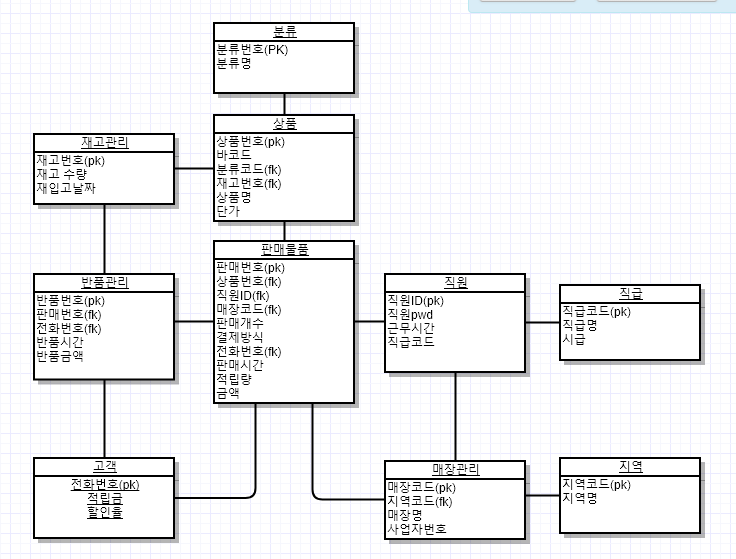 분류
분류번호(PK)
분류명
상품
상품번호(pk)
바코드
분류코드(fk)
재고번호(fk)
상품명
단가
재고관리
재고번호(pk)
재고 수량
재입고날짜
반품관리
반품번호(pk)
판매번호(fk)
전화번호(fk)
반품시간
반품금액
판매물품
판매번호(pk)
상품번호(fk)
직원ID(fk)
매장코드(fk)
판매개수
결제방식
전화번호(fk)
판매시간
적립량
금액
직원
직원ID(pk)
직원pwd
근무시간
직급코드
직급
직급코드(pk)
직급명
시급
고객
전화번호(pk)
적립금
할인율
매장관리
매장코드(pk)
지역코드(fk)
매장명
사업자번호
지역
지역코드(pk)
지역명